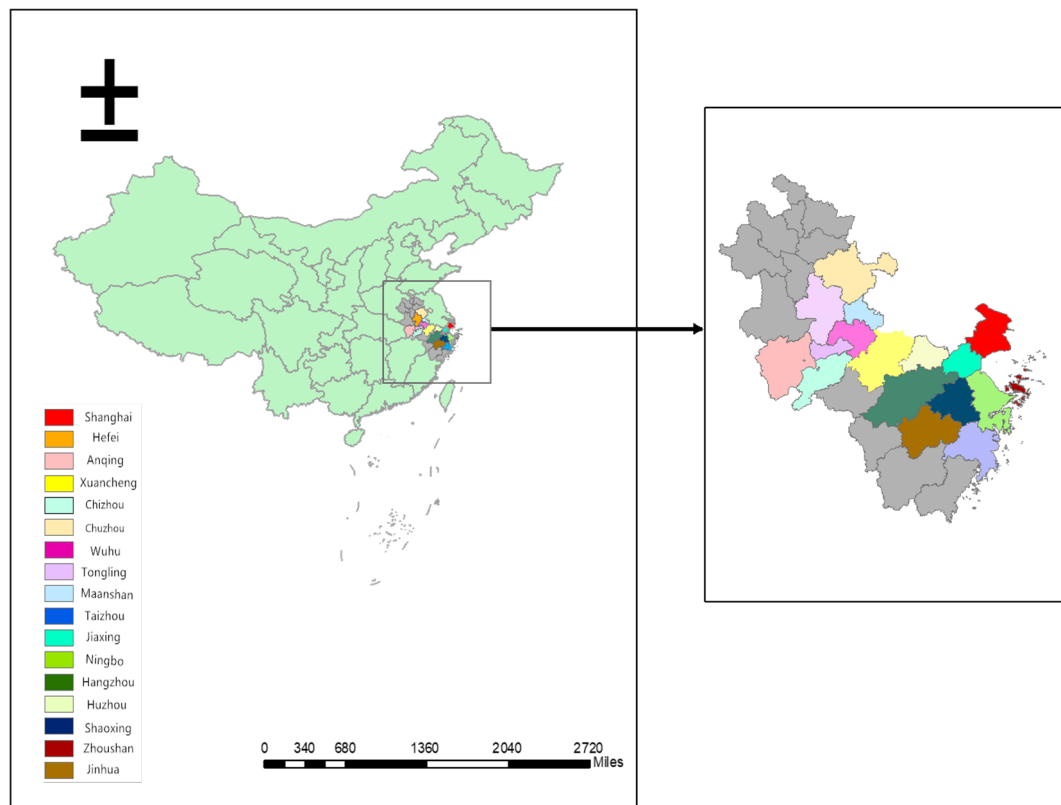 Shanghai
Hefei
Anqing
Xuancheng
Chizhou
Chuzhou
Wuhu
Tongling
Maanshan
Taizhou
Jiaxing
Ningbo
Hangzhou
Huzhou
Shaoxing
Zhoushan
Jinhua
0 340 680 1360 2040 2720
Miles